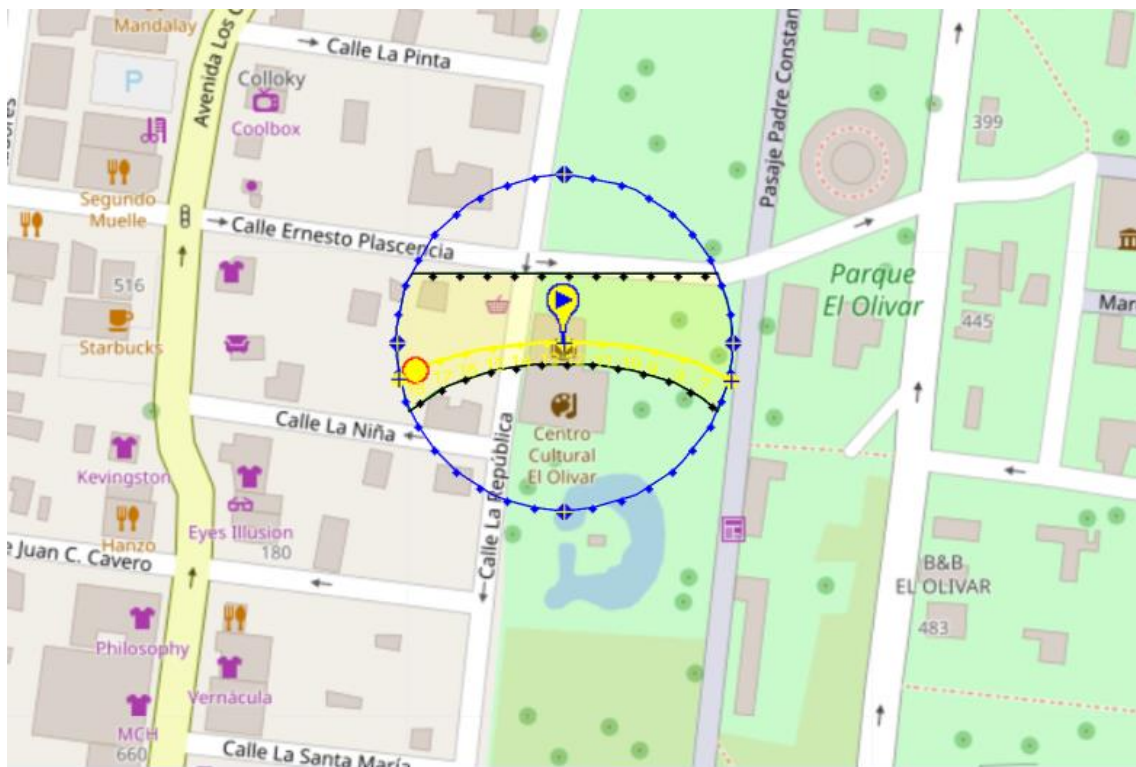 Mandalay
Calle La Pinta
P
Avenida Los
Colloky
Coolbox
Pasaje Padre Constan
399
Segundo
Muelle
Calle Ernesto Plascencia
516
Parque
El Olivar
Mar
Starbucks
445
Calle La Niña
Centro
Cultural
El Olivar
Calle La República
Kevingston
Hanzo
Eyes Illusion
180
e Juan C. Cavero
B&B
EL OLIVAR
483
Philosophy
Vernácula
MCH
660
Calle La Santa María